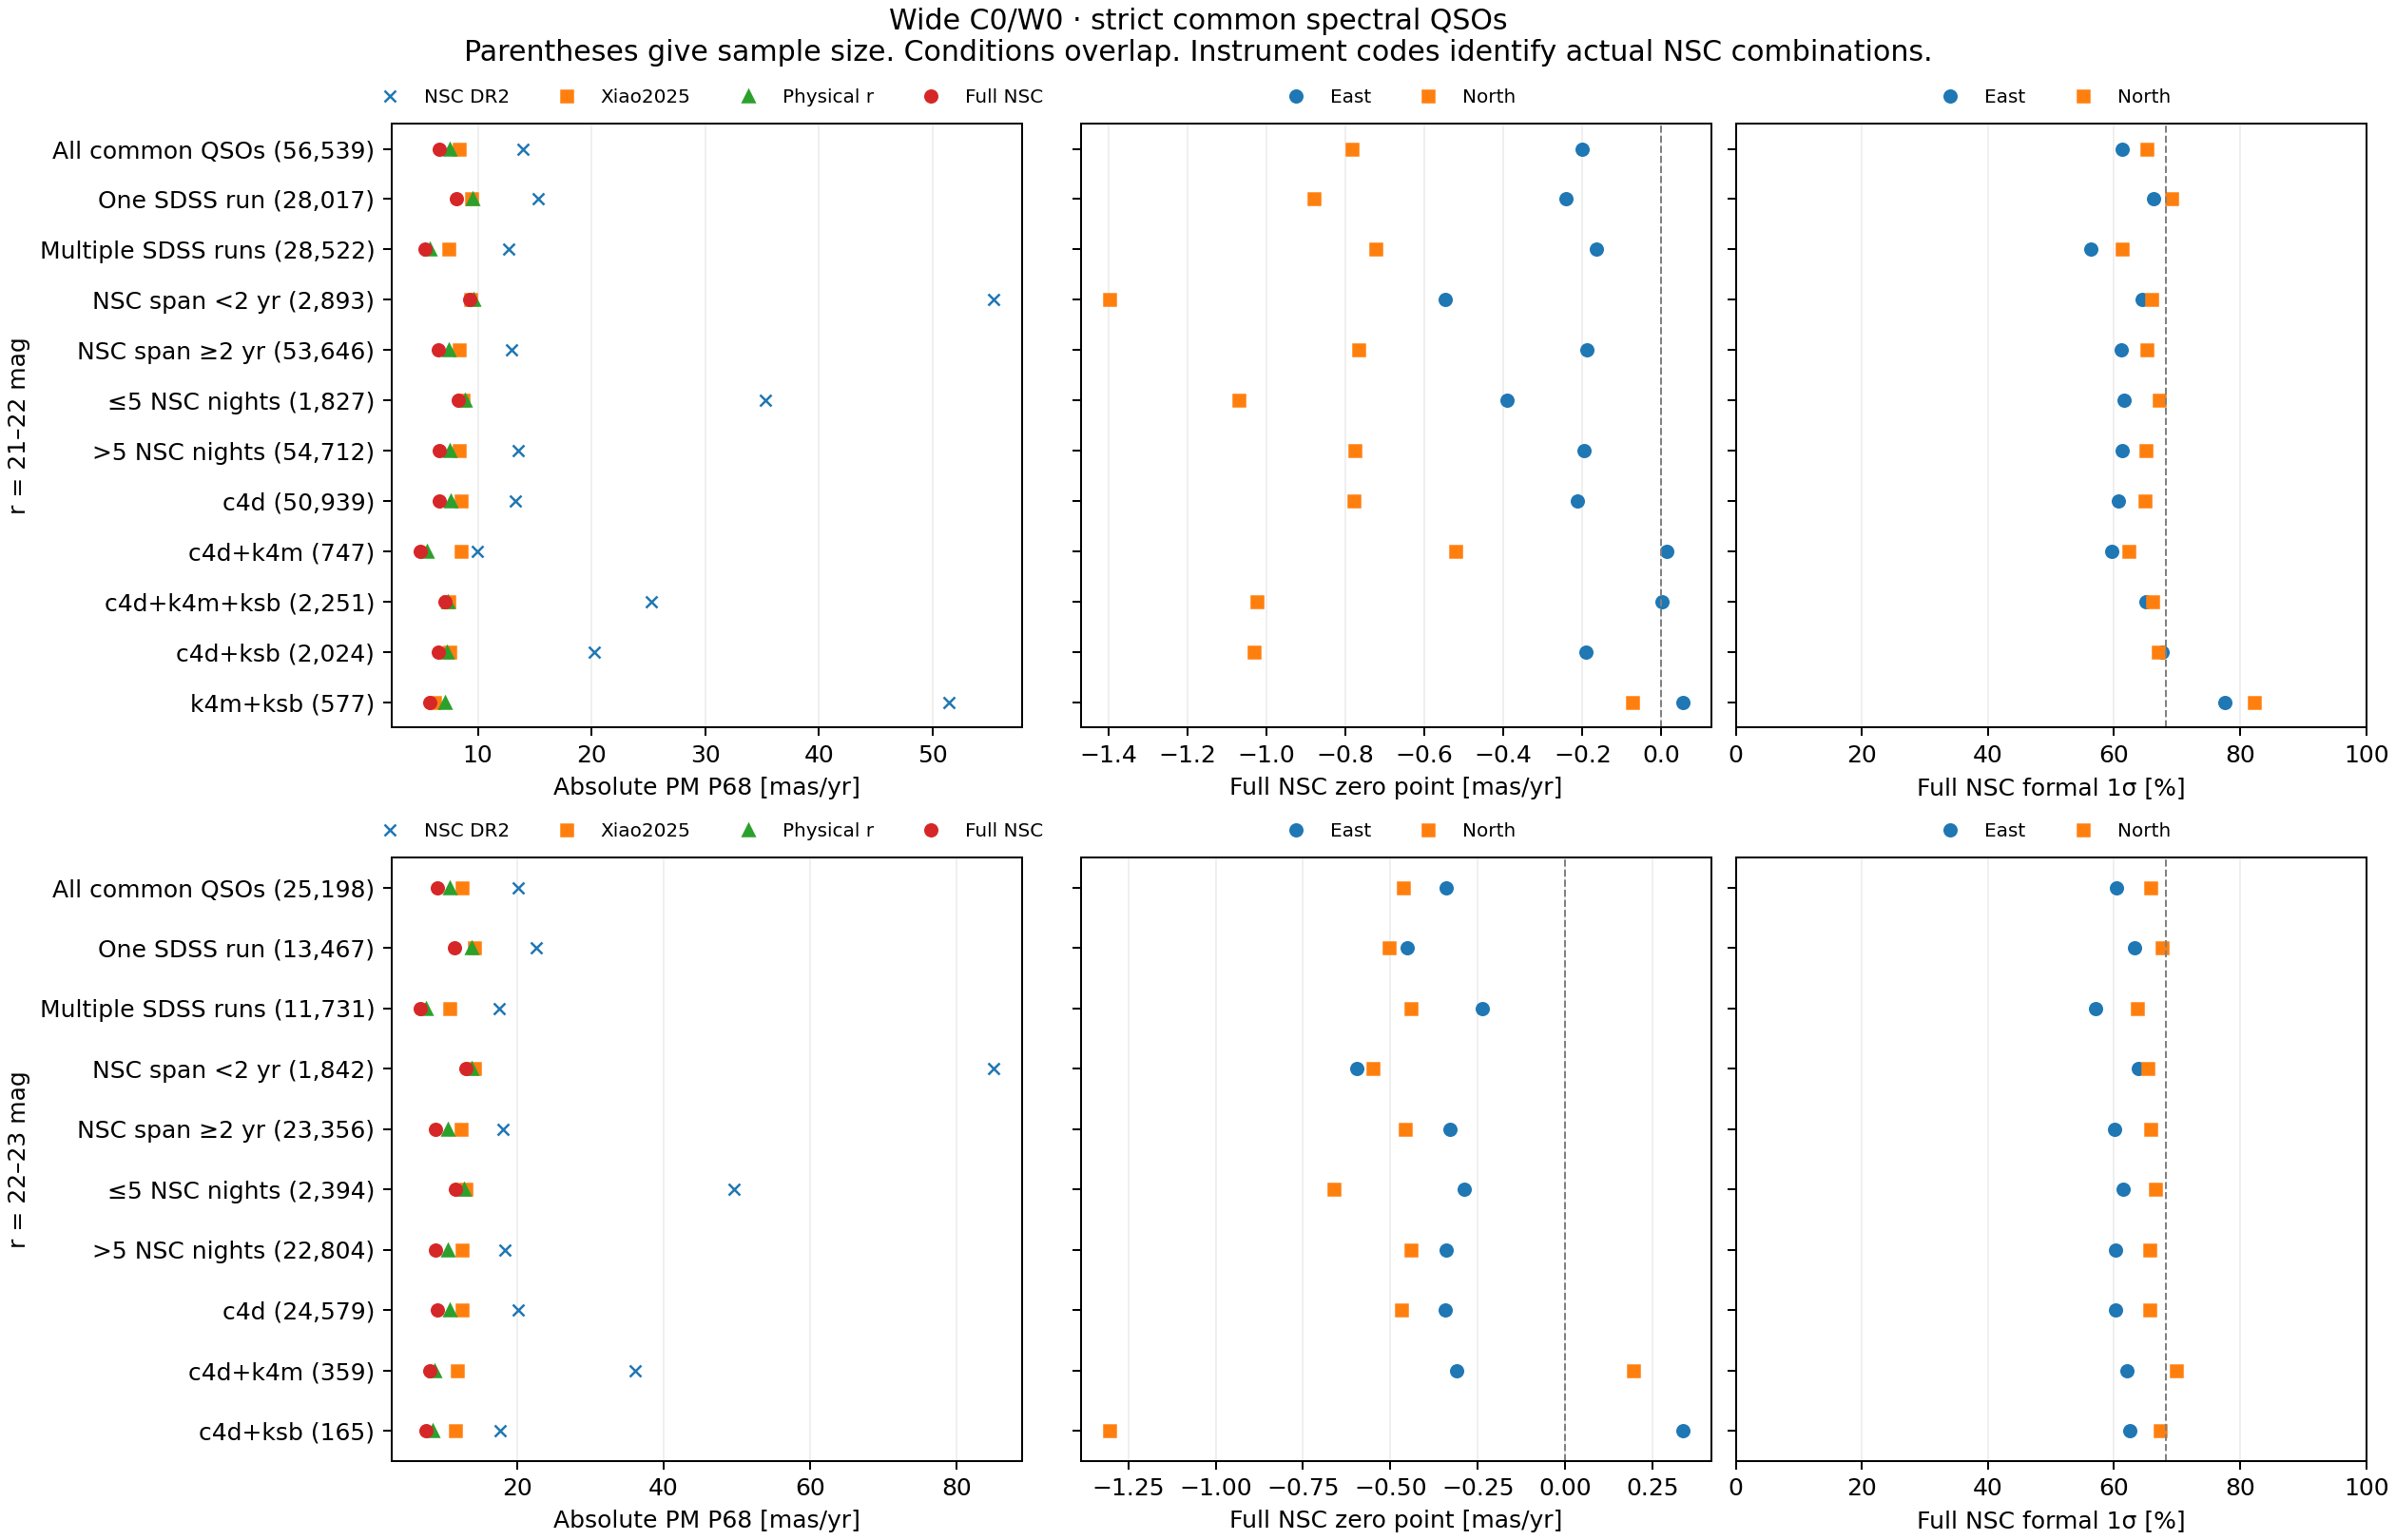 Wide C0/W0 · strict common spectral QSOs
Parentheses give sample size. Conditions overlap. Instrument codes identify actual NSC combinations.
NSC DR2 Xiao2025 Physical r Full NSC
East North
East North
r = 21–22 mag
All common QSOs (56,539)
One SDSS run (28,017)
Multiple SDSS runs (28,522)
NSC span <2 yr (2,893)
NSC span ≥2 yr (53,646)
≤5 NSC nights (1,827)
>5 NSC nights (54,712)
c4d (50,939)
c4d+k4m (747)
c4d+k4m+ksb (2,251)
c4d+ksb (2,024)
k4m+ksb (577)
10 20 30 40 50
Absolute PM P68 [mas/yr]
−1.4 −1.2 −1.0 −0.8 −0.6 −0.4 −0.2 0.0
Full NSC zero point [mas/yr]
0 20 40 60 80 100
Full NSC formal 1σ [%]
NSC DR2 Xiao2025 Physical r Full NSC
East North
East North
r = 22–23 mag
All common QSOs (25,198)
One SDSS run (13,467)
Multiple SDSS runs (11,731)
NSC span <2 yr (1,842)
NSC span ≥2 yr (23,356)
≤5 NSC nights (2,394)
>5 NSC nights (22,804)
c4d (24,579)
c4d+k4m (359)
c4d+ksb (165)
20 40 60 80
Absolute PM P68 [mas/yr]
−1.25 −1.00 −0.75 −0.50 −0.25 0.00 0.25
Full NSC zero point [mas/yr]
0 20 40 60 80 100
Full NSC formal 1σ [%]